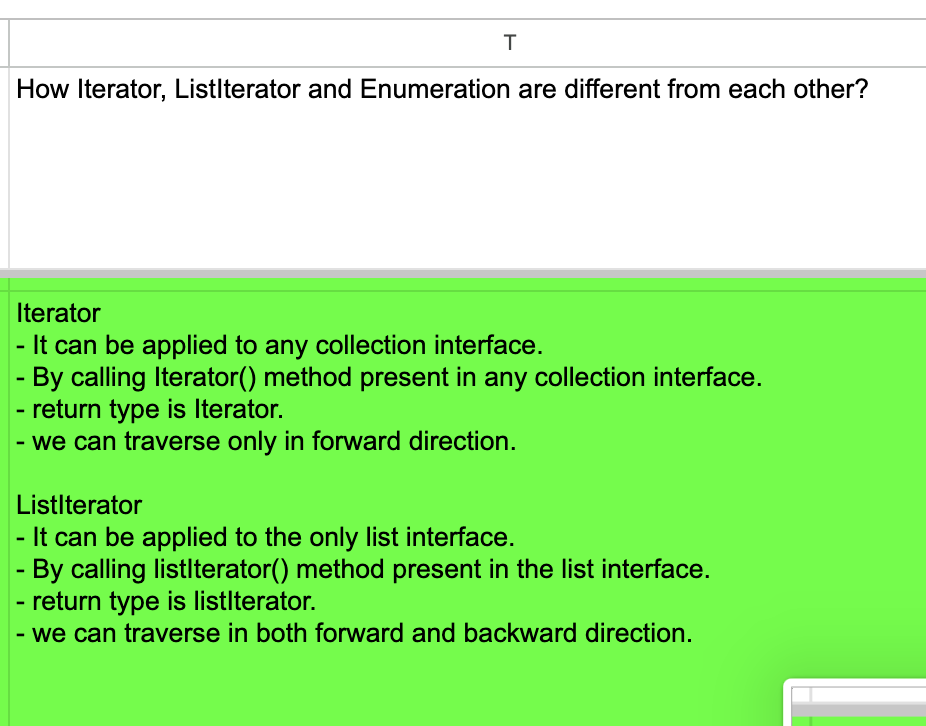 T
How Iterator, ListIterator and Enumeration are different from each other?
Iterator
- It can be applied to any collection interface.
- By calling Iterator() method present in any collection interface.
- return type is Iterator.
- we can traverse only in forward direction.
ListIterator
- It can be applied to the only list interface.
- By calling listIterator() method present in the list interface.
- return type is listIterator.
- we can traverse in both forward and backward direction.